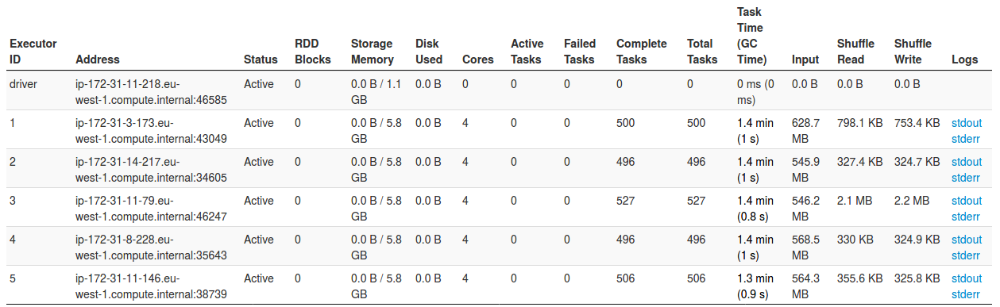 Executor ID Address Status RDD Blocks Storage Memory Disk Used Cores Active Tasks Failed Tasks Complete Tasks Total Tasks Task Time (GC Time) Input Shuffle Read Shuffle Write Logs
driver ip-172-31-11-218.eu-west-1.compute.internal:46585 Active 0 0.0 B / 1.1 GB 0.0 B 0 0 0 0 0 0 ms (0 ms) 0.0 B 0.0 B 0.0 B
1 ip-172-31-3-173.eu-west-1.compute.internal:43049 Active 0 0.0 B / 5.8 GB 0.0 B 4 0 0 500 500 1.4 min (1 s) 628.7 MB 798.1 KB 753.4 KB stdout stderr
2 ip-172-31-14-217.eu-west-1.compute.internal:34605 Active 0 0.0 B / 5.8 GB 0.0 B 4 0 0 496 496 1.4 min (1 s) 545.9 MB 327.4 KB 324.7 KB stdout stderr
3 ip-172-31-11-79.eu-west-1.compute.internal:46247 Active 0 0.0 B / 5.8 GB 0.0 B 4 0 0 527 527 1.4 min (0.8 s) 546.2 MB 2.1 MB 2.2 MB stdout stderr
4 ip-172-31-8-228.eu-west-1.compute.internal:35643 Active 0 0.0 B / 5.8 GB 0.0 B 4 0 0 496 496 1.4 min (1 s) 568.5 MB 330 KB 324.9 KB stdout stderr
5 ip-172-31-11-146.eu-west-1.compute.internal:38739 Active 0 0.0 B / 5.8 GB 0.0 B 4 0 0 506 506 1.3 min (0.9 s) 564.3 MB 355.6 KB 325.8 KB stdout stderr